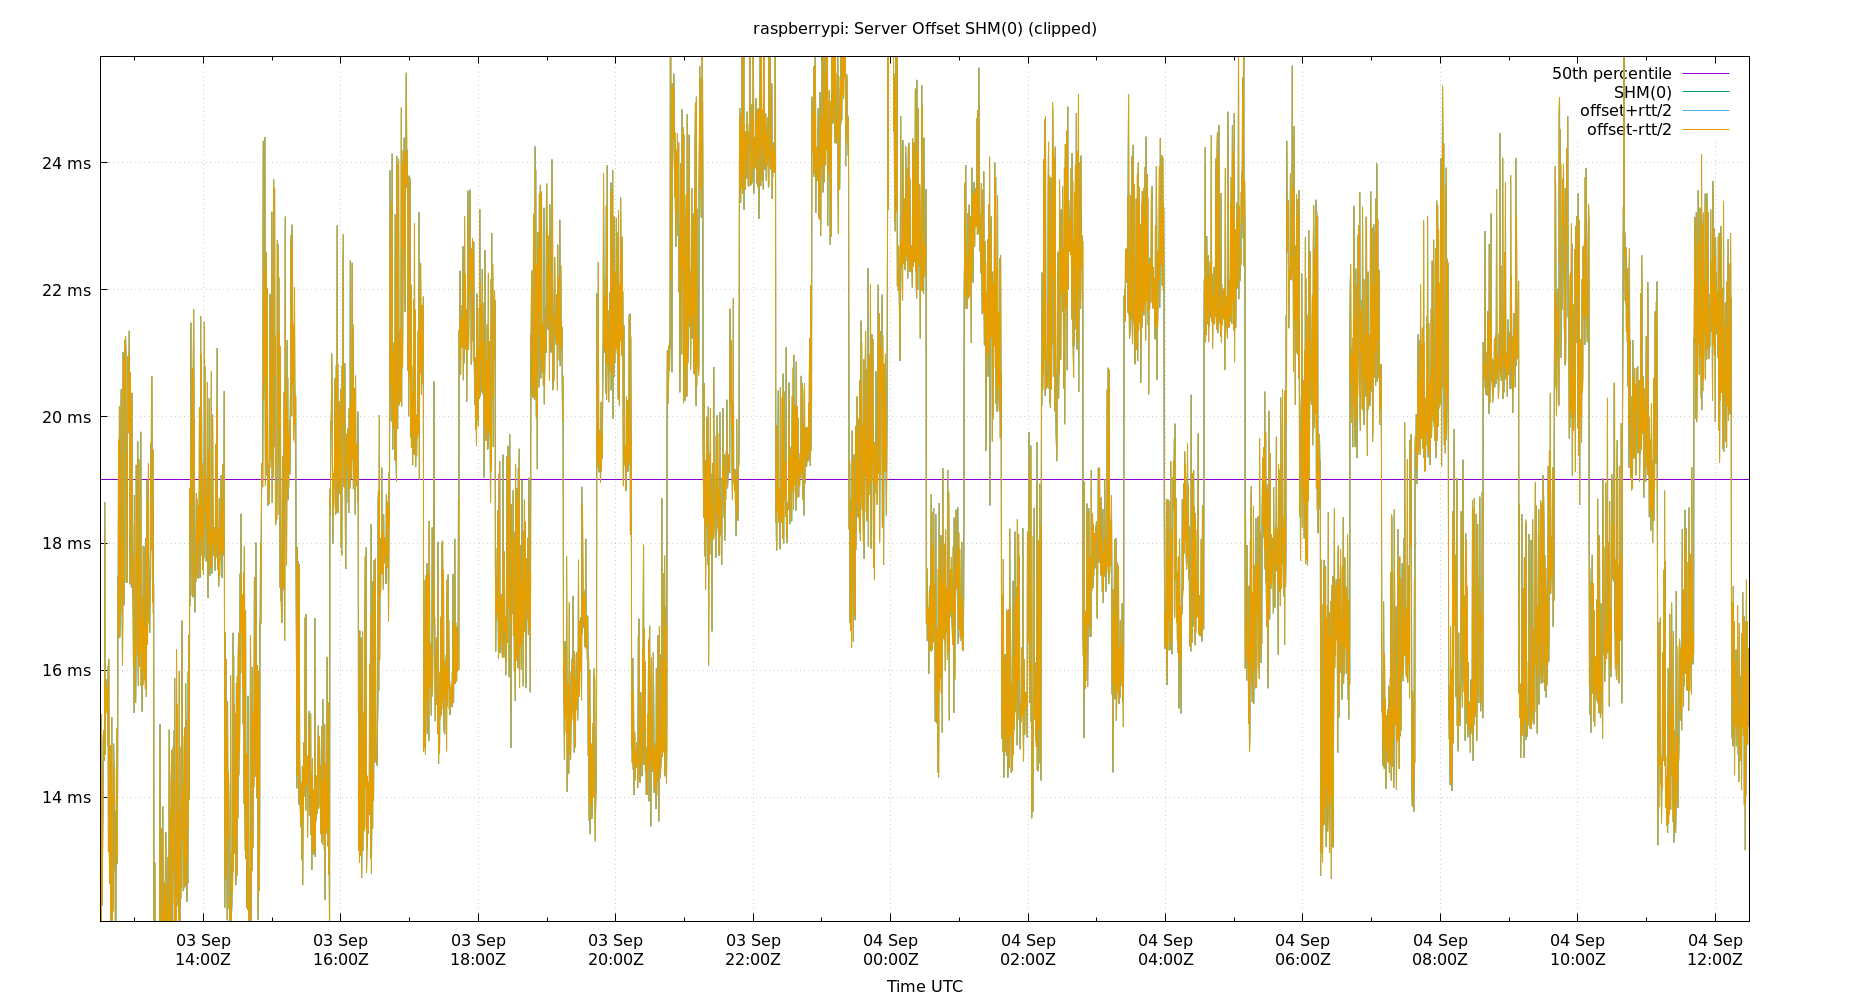 raspberrypi: Server Offset SHM(0) (clipped)
50th percentile
SHM(0)
offset+rtt/2
offset-rtt/2
24 ms
22 ms
20 ms
18 ms
16 ms
14 ms
03 Sep 03 Sep 03 Sep 03 Sep 03 Sep 04 Sep 04 Sep 04 Sep 04 Sep 04 Sep 04 Sep 04 Sep
14:00Z 16:00Z 18:00Z 20:00Z 22:00Z 00:00Z 02:00Z 04:00Z 06:00Z 08:00Z 10:00Z 12:00Z
Time UTC